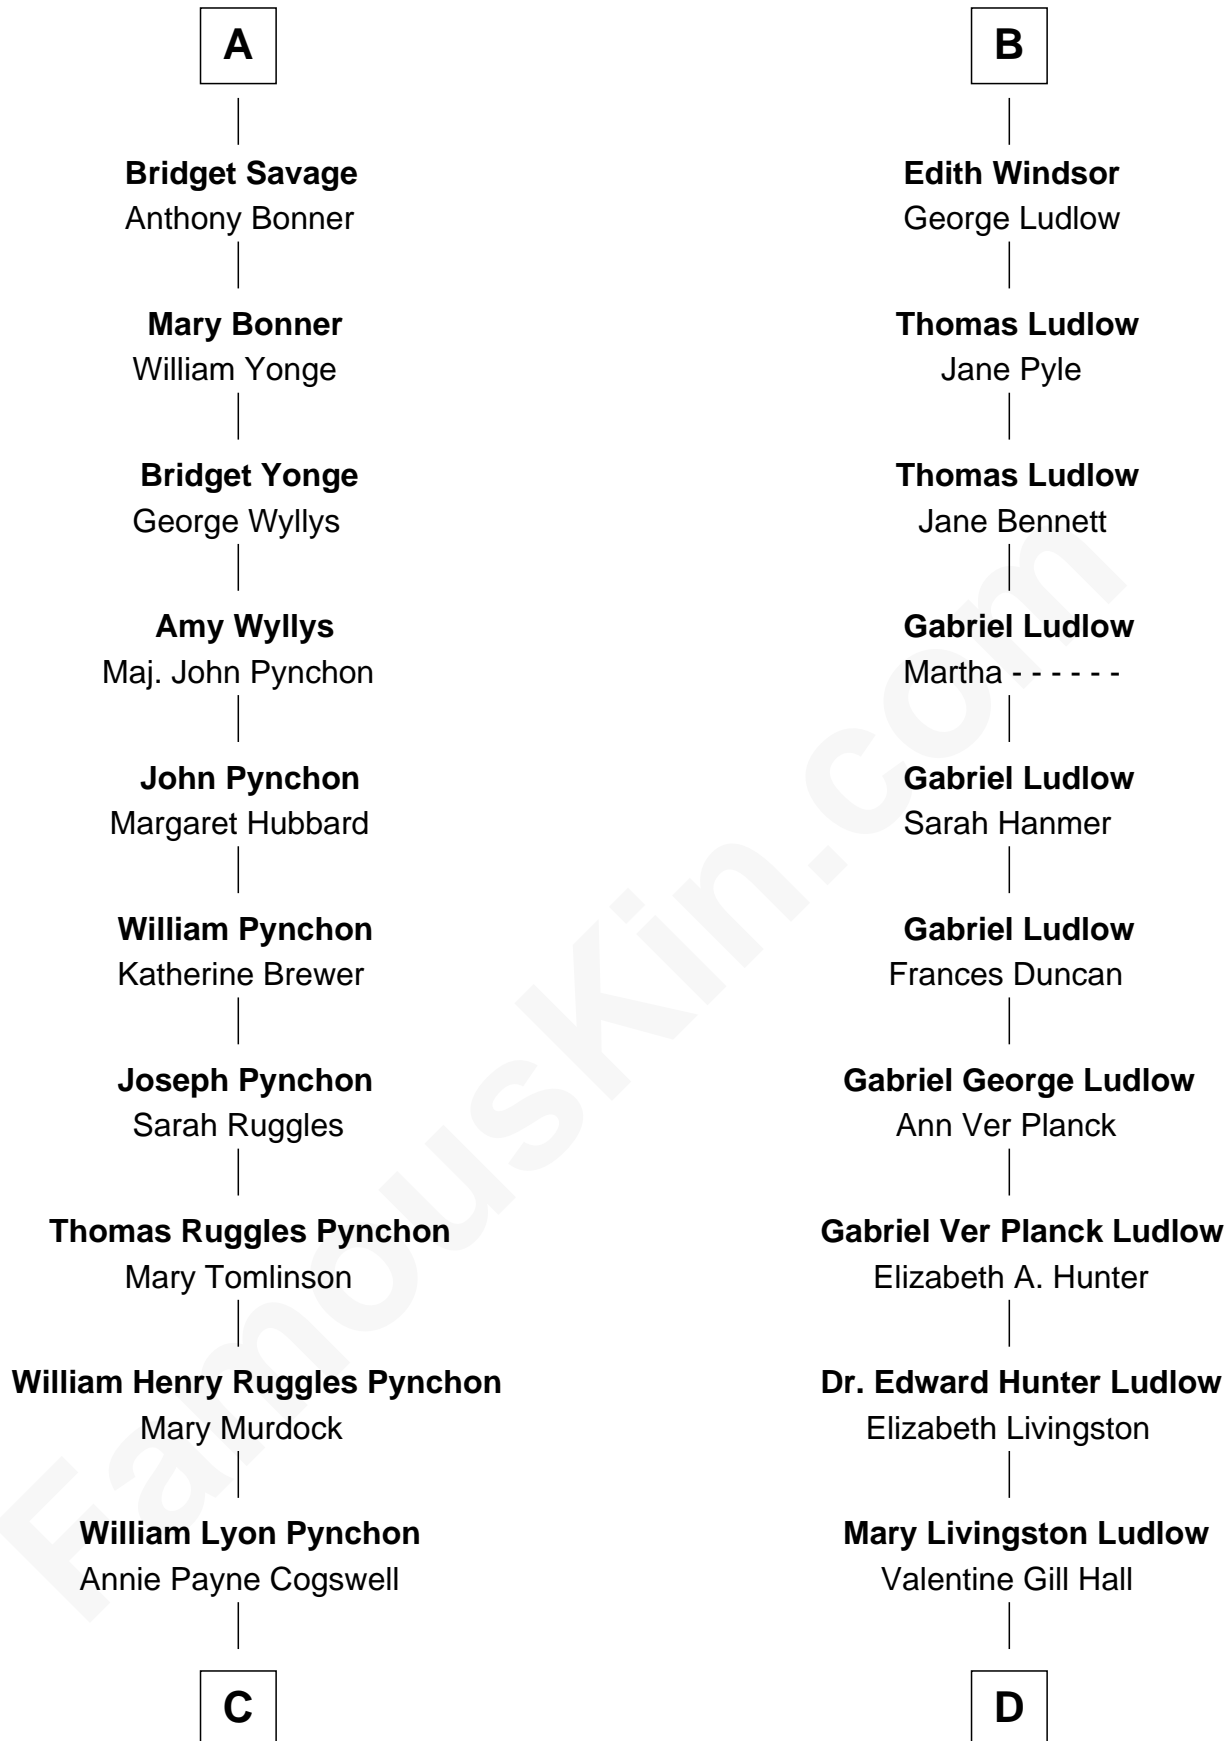 A
Bridget Savage
Anthony Bonner
Mary Bonner
William Yonge
Bridget Yonge
George Wyllys
Amy Wyllys
Maj. John Pynchon
John Pynchon
Margaret Hubbard
William Pynchon
Katherine Brewer
Joseph Pynchon
Sarah Ruggles
Thomas Ruggles Pynchon
Mary Tomlinson
William Henry Ruggles Pynchon
Mary Murdock
William Lyon Pynchon
Annie Payne Cogswell
C
B
Edith Windsor
George Ludlow
Thomas Ludlow
Jane Pyle
Thomas Ludlow
Jane Bennett
Gabriel Ludlow
Martha - - - - - -
Gabriel Ludlow
Sarah Hanmer
Gabriel Ludlow
Frances Duncan
Gabriel George Ludlow
Ann Ver Planck
Gabriel Ver Planck Ludlow
Elizabeth A. Hunter
Dr. Edward Hunter Ludlow
Elizabeth Livingston
Mary Livingston Ludlow
Valentine Gill Hall
D
FamousKin.com